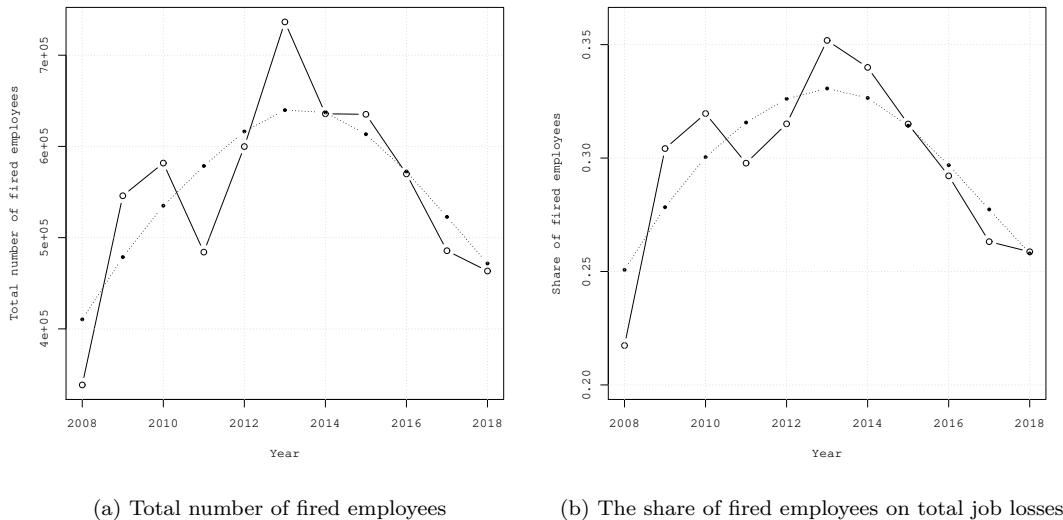 Total number of fired employees
7e+05
6e+05
5e+05
4e+05
2008 2010 2012 2014 2016 2018
Year
(a) Total number of fired employees
Share of fired employees
0.35
0.30
0.25
0.20
2008 2010 2012 2014 2016 2018
Year
(b) The share of fired employees on total job losses